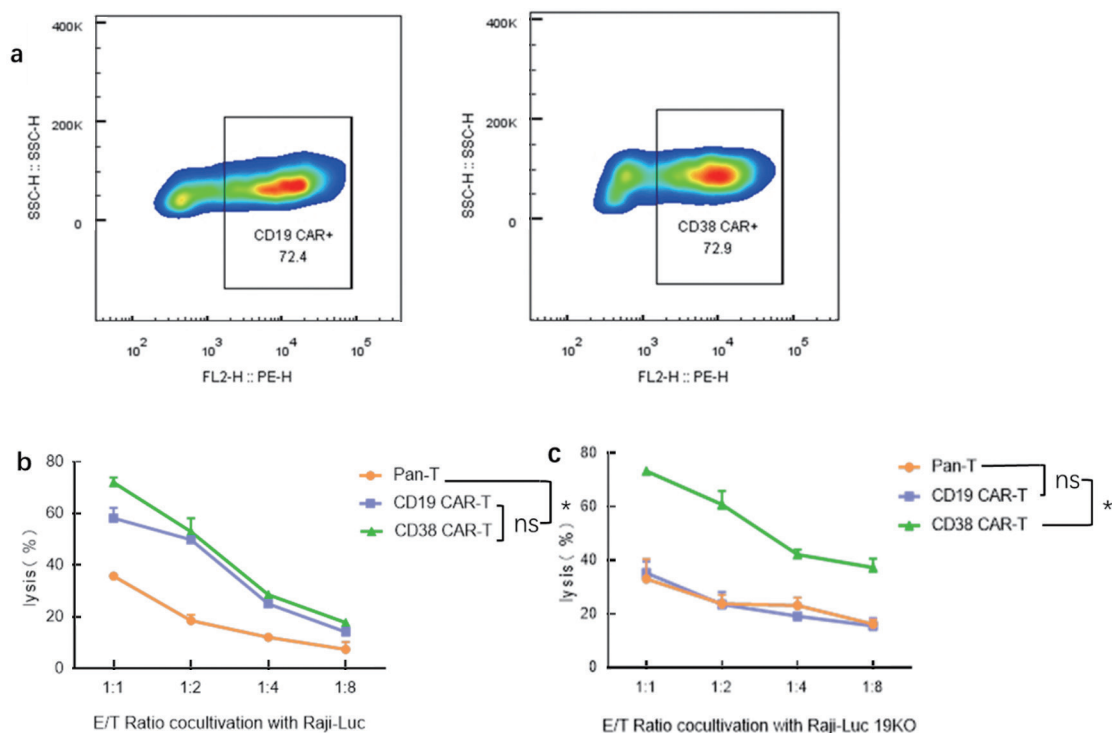 a
400K
200K
0
SSC-H :: SSC-H
CD19 CAR+
72.4
10^2
10^3
10^4
10^5
FL2-H :: PE-H
400K
200K
0
SSC-H :: SSC-H
CD38 CAR+
72.9
10^2
10^3
10^4
10^5
FL2-H :: PE-H
b
80
60
40
20
0
lysis（%）
1:1
1:2
1:4
1:8
E/T Ratio cocultivation with Raji-Luc
Pan-T
CD19 CAR-T
CD38 CAR-T
ns
*
c
80
60
40
20
0
lysis（%）
1:1
1:2
1:4
1:8
E/T Ratio cocultivation with Raji-Luc 19KO
Pan-T
CD19 CAR-T
CD38 CAR-T
ns
*